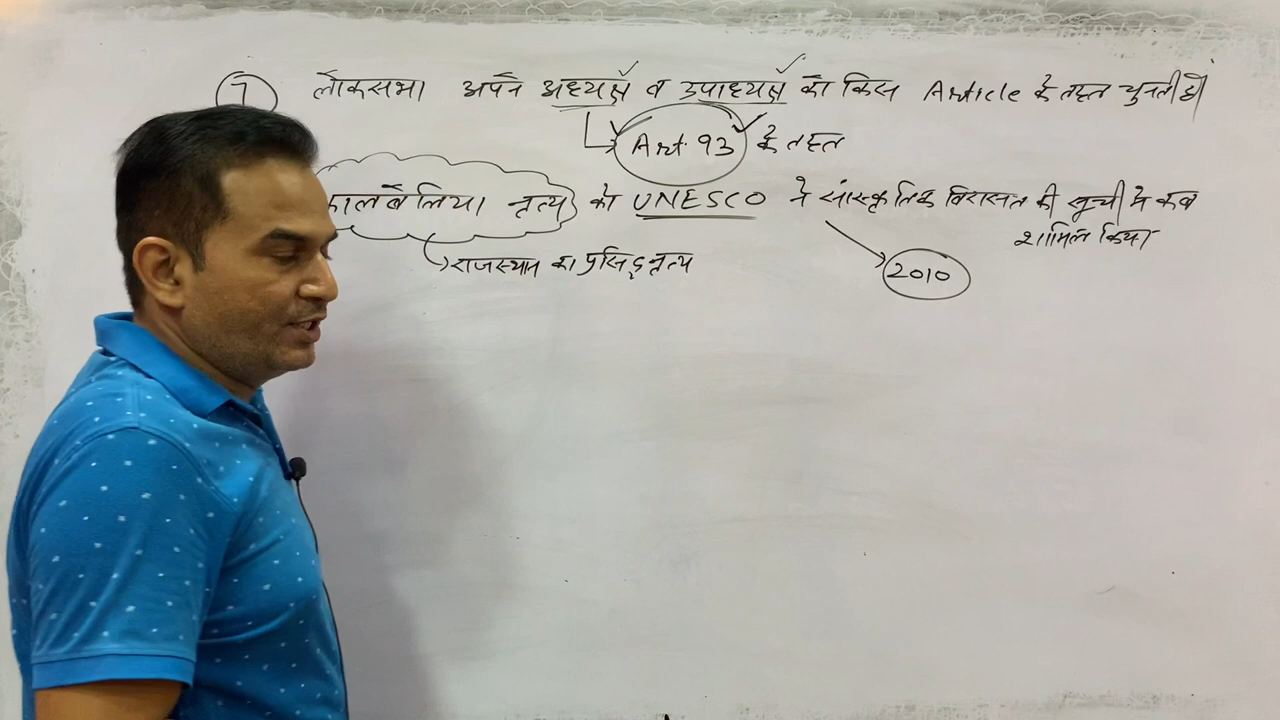 7 लोकसभा अपने अध्यक्ष व उपाध्यक्ष को किस Article के तहत चुनती है
Art. 93 के तहत
कालबेलिया नृत्य को UNESCO ने सांस्कृतिक विरासत की सूची मे कब
शामिल किया
राजस्थान का प्रसिद्ध नृत्य
2010